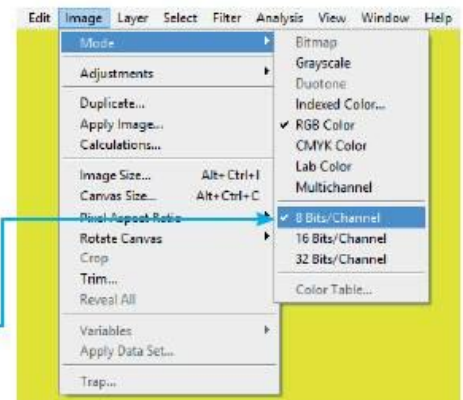 Edit Image Layer Select Filter Analysis View Window Help
Mode
Adjustments
Duplicate...
Apply Image...
Calculations...
Image Size... Alt+Ctrl+I
Canvas Size... Alt+Ctrl+C
Pixel Aspect Ratio
Rotate Canvas
Crop
Trim...
Reveal All
Variables
Apply Data Set...
Trap...
Bitmap
Grayscale
Duotone
Indexed Color...
✔ RGB Color
CMYK Color
Lab Color
Multichannel
✔ 8 Bits/Channel
16 Bits/Channel
32 Bits/Channel
Color Table...